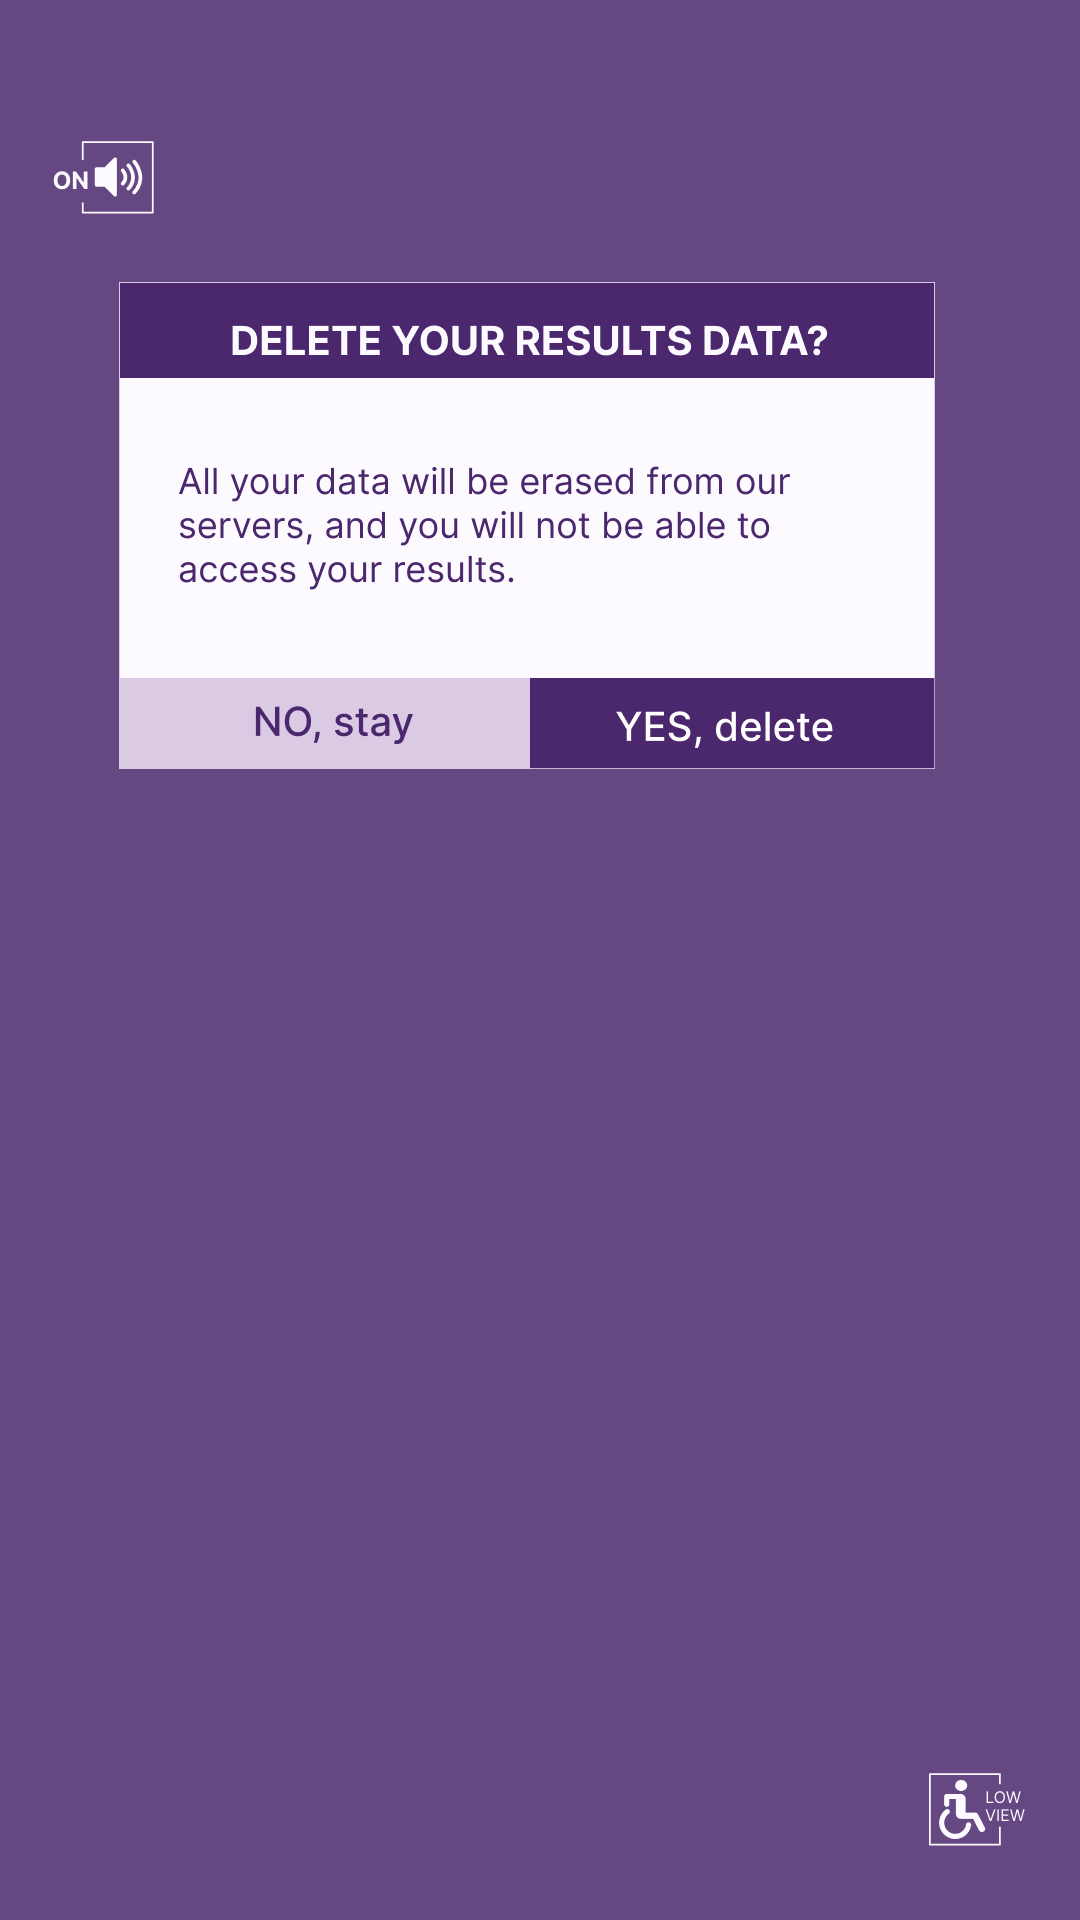 ON
DELETE YOUR RESULTS DATA?
All your data will be erased from our
servers, and you will not be able to
access your results.
NO, stay
YES, delete
LOW
VIEW